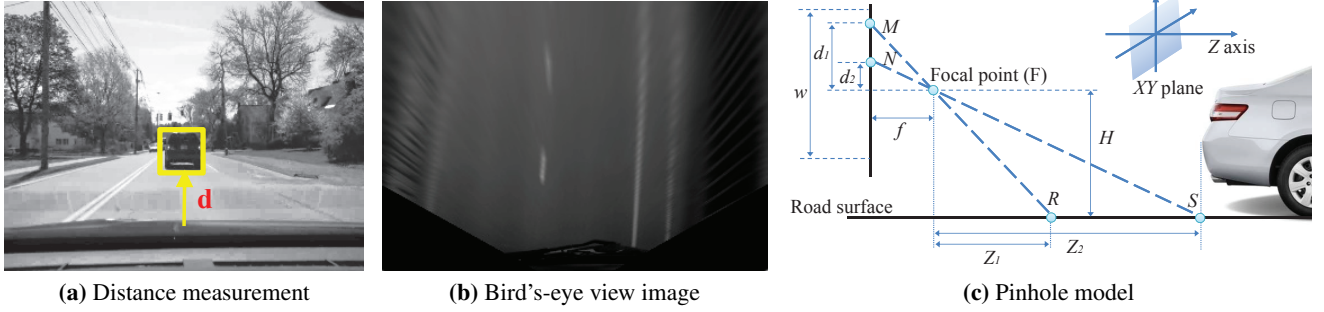 d
M
N
d1
d2
w
f
Focal point (F)
H
XY plane
Z axis
Road surface
R
S
Z1
Z2
(a) Distance measurement
(b) Bird's-eye view image
(c) Pinhole model